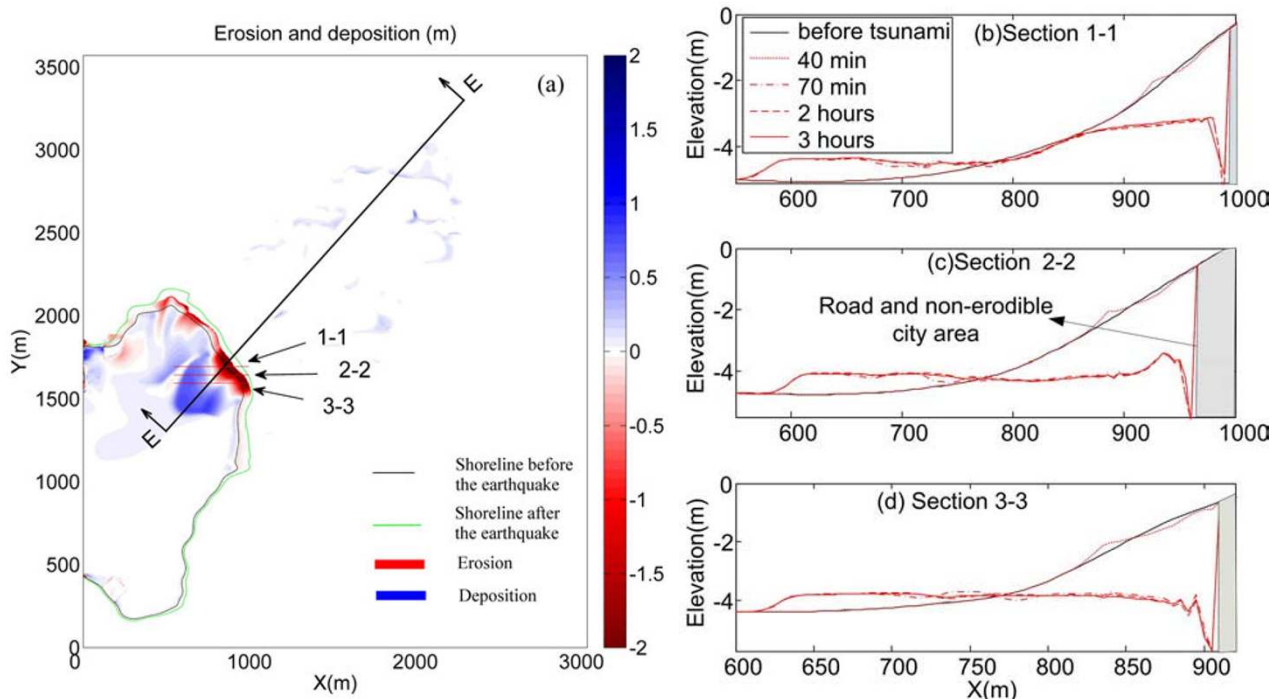 Erosion and deposition (m)
3500
3000
2500
2000
1500
1000
500
0
Y(m)
0
1000
2000
3000
X(m)
(a)
E
E
1-1
2-2
3-3
Shoreline before
the earthquake
Shoreline after
the earthquake
Erosion
Deposition
2
1.5
1
0.5
0
-0.5
-1
-1.5
-2
(b)Section 1-1
before tsunami
40 min
70 min
2 hours
3 hours
Elevation(m)
-0
-2
-4
600
700
800
900
1000
(c)Section 2-2
Road and non-erodible
city area
Elevation(m)
0
-2
-4
600
700
800
900
1000
(d) Section 3-3
Elevation(m)
0
-2
-4
600
650
700
750
800
850
900
X(m)